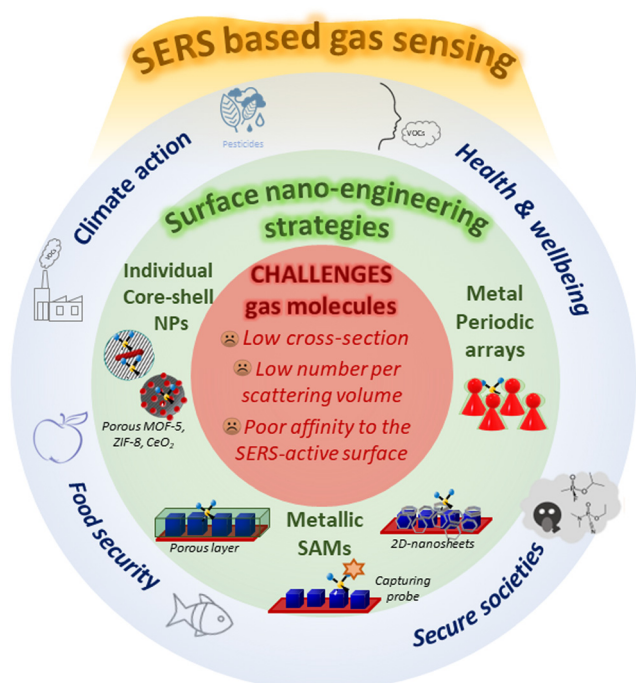 SERS based gas sensing
Pesticides
VOCs
Climate action
Health & wellbeing
VOCs
Surface nano-engineering
strategies
CHALLENGES
gas molecules
Low cross-section
Low number per
scattering volume
Poor affinity to the
SERS-active surface
Individual
Core-shell
NPs
Porous MOF-5,
ZIF-8, CeO₂
Metal
Periodic
arrays
Metallic
SAMs
Porous layer
2D-nanosheets
Capturing
probe
Food security
Secure societies